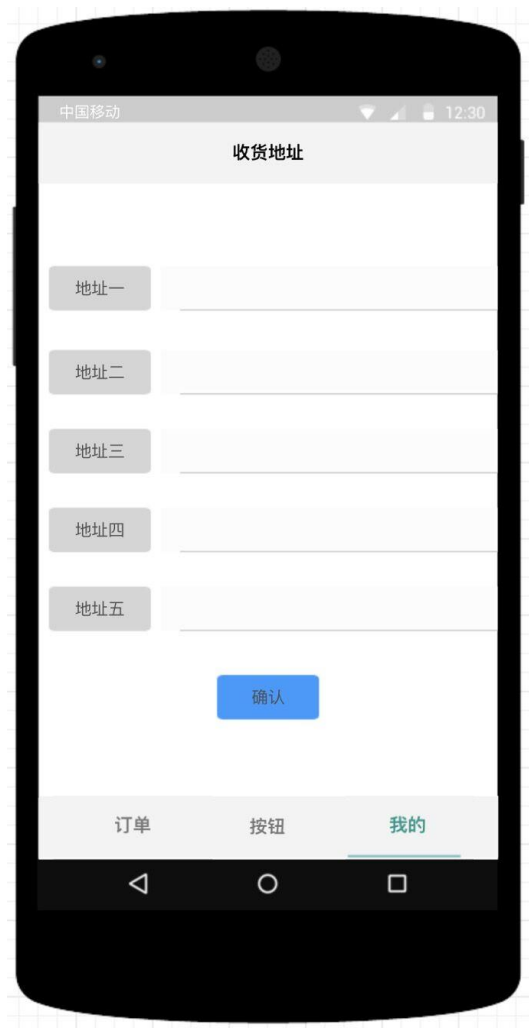 中国移动 12:30
收货地址
地址一
地址二
地址三
地址四
地址五
确认
订单 按钮 我的